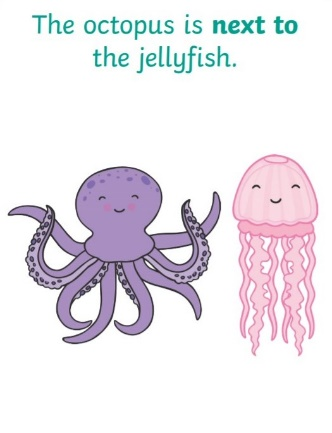 The octopus is next to
the jellyfish.